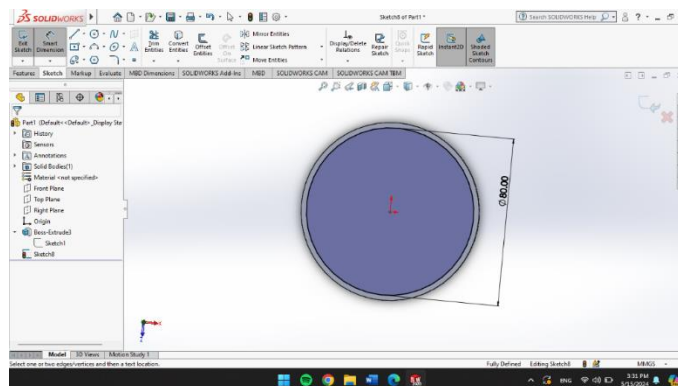 SOLIDWORKS
Sketch8 of Part1 *
Search SOLIDWORKS Help
Exit Sketch
Smart Dimension
Trim Entities
Convert Entities
Offset Entities
Offset On Surface
Mirror Entities
Linear Sketch Pattern
Move Entities
Display/Delete Relations
Repair Sketch
Quick Snaps
Rapid Sketch
Instant2D
Shaded Sketch Contours
Features Sketch Markup Evaluate MBD Dimensions SOLIDWORKS Add-Ins MBD SOLIDWORKS CAM SOLIDWORKS CAM TBM
Part1 (Default<<Default>_Display Ste
History
Sensors
Annotations
Solid Bodies(1)
Material <not specified>
Front Plane
Top Plane
Right Plane
Origin
Boss-Extrude3
Sketch1
Sketch8
Ø80.00
Model 3D Views Motion Study 1
Select one or two edges/vertices and then a text location.
Fully Defined Editing Sketch8 MMGS
ENG
3:31 PM
5/15/2024